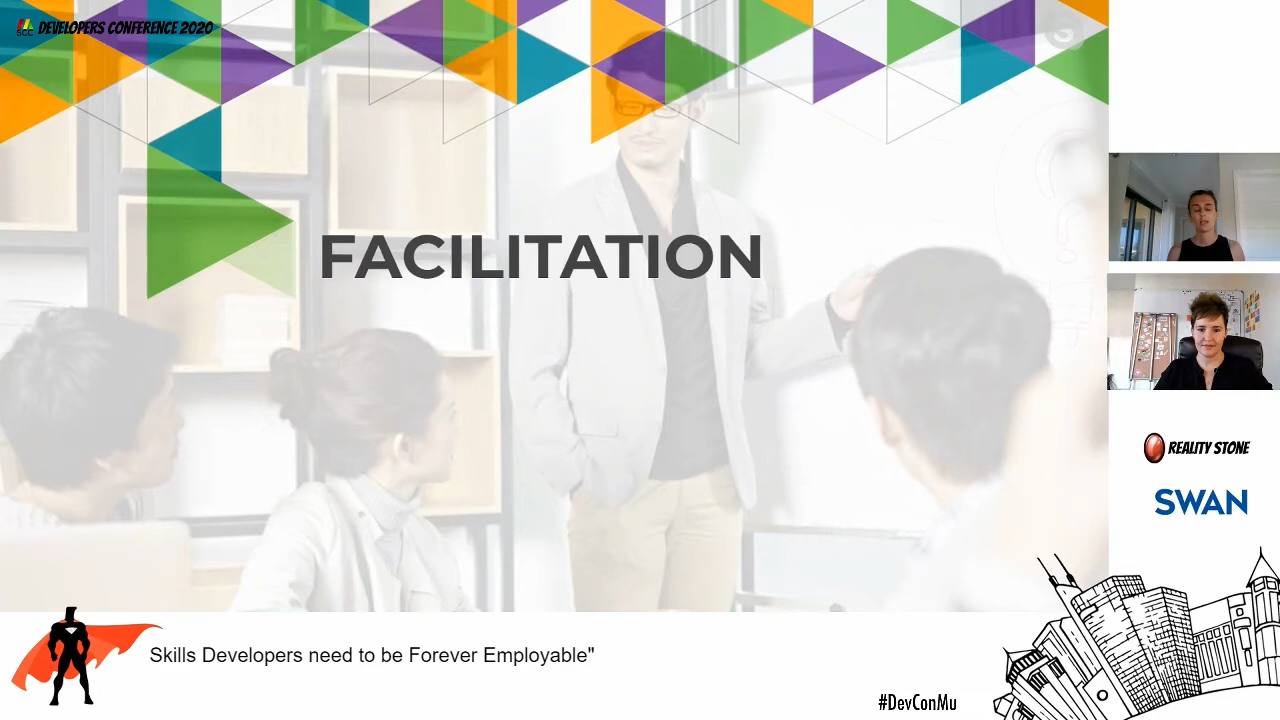 SCC DEVELOPERS CONFERENCE 2020
FACILITATION
REALITY STONE
SWAN
Skills Developers need to be Forever Employable"
#DevConMu